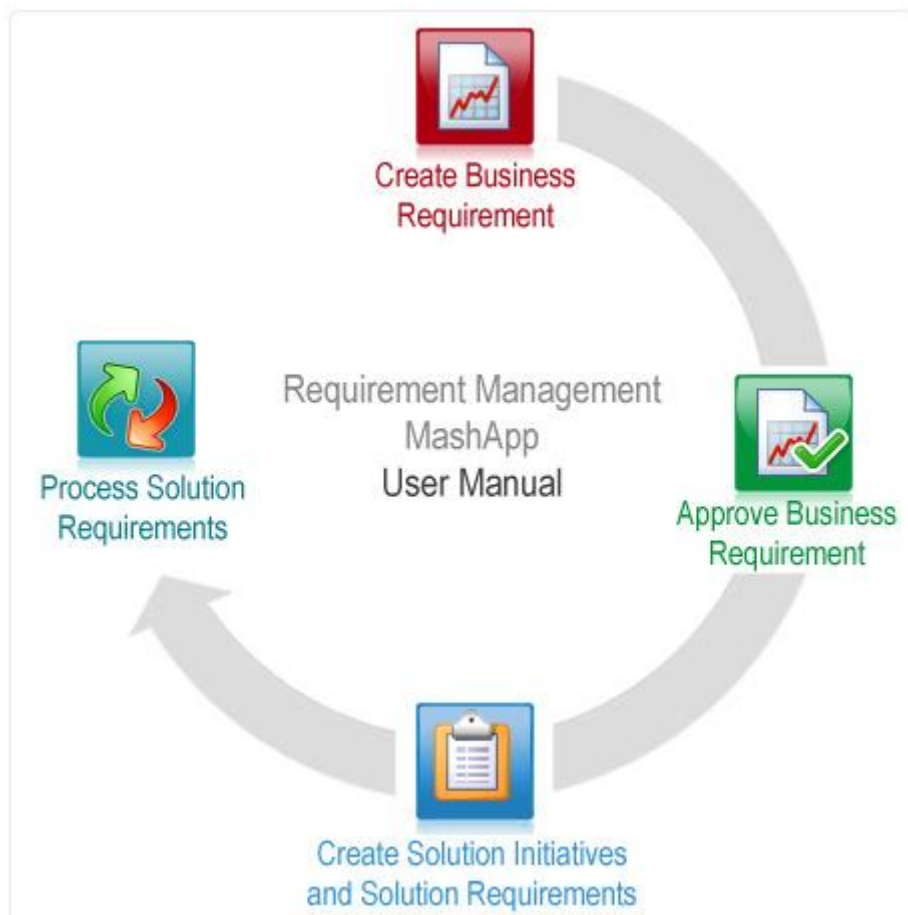 Create Business
Requirement
Requirement Management
MashApp
User Manual
Process Solution
Requirements
Approve Business
Requirement
Create Solution Initiatives
and Solution Requirements